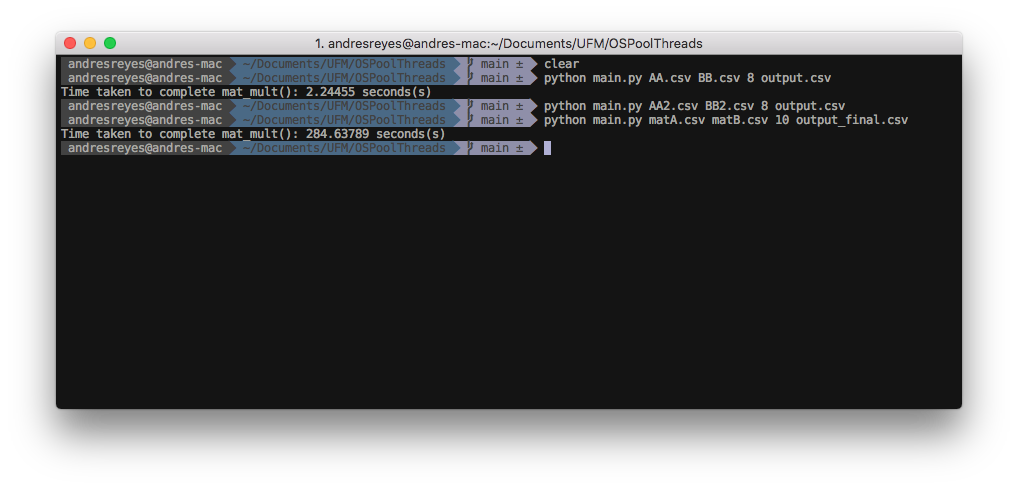 1. andresreyes@andres-mac:~/Documents/UFM/OSPoolThreads
andresreyes@andres-mac ~/Documents/UFM/OSPoolThreads main ± clear
andresreyes@andres-mac ~/Documents/UFM/OSPoolThreads main ± python main.py AA.csv BB.csv 8 output.csv
Time taken to complete mat_mult(): 2.24455 seconds(s)
andresreyes@andres-mac ~/Documents/UFM/OSPoolThreads main ± python main.py AA2.csv BB2.csv 8 output.csv
andresreyes@andres-mac ~/Documents/UFM/OSPoolThreads main ± python main.py matA.csv matB.csv 10 output_final.csv
Time taken to complete mat_mult(): 284.63789 seconds(s)
andresreyes@andres-mac ~/Documents/UFM/OSPoolThreads main ±